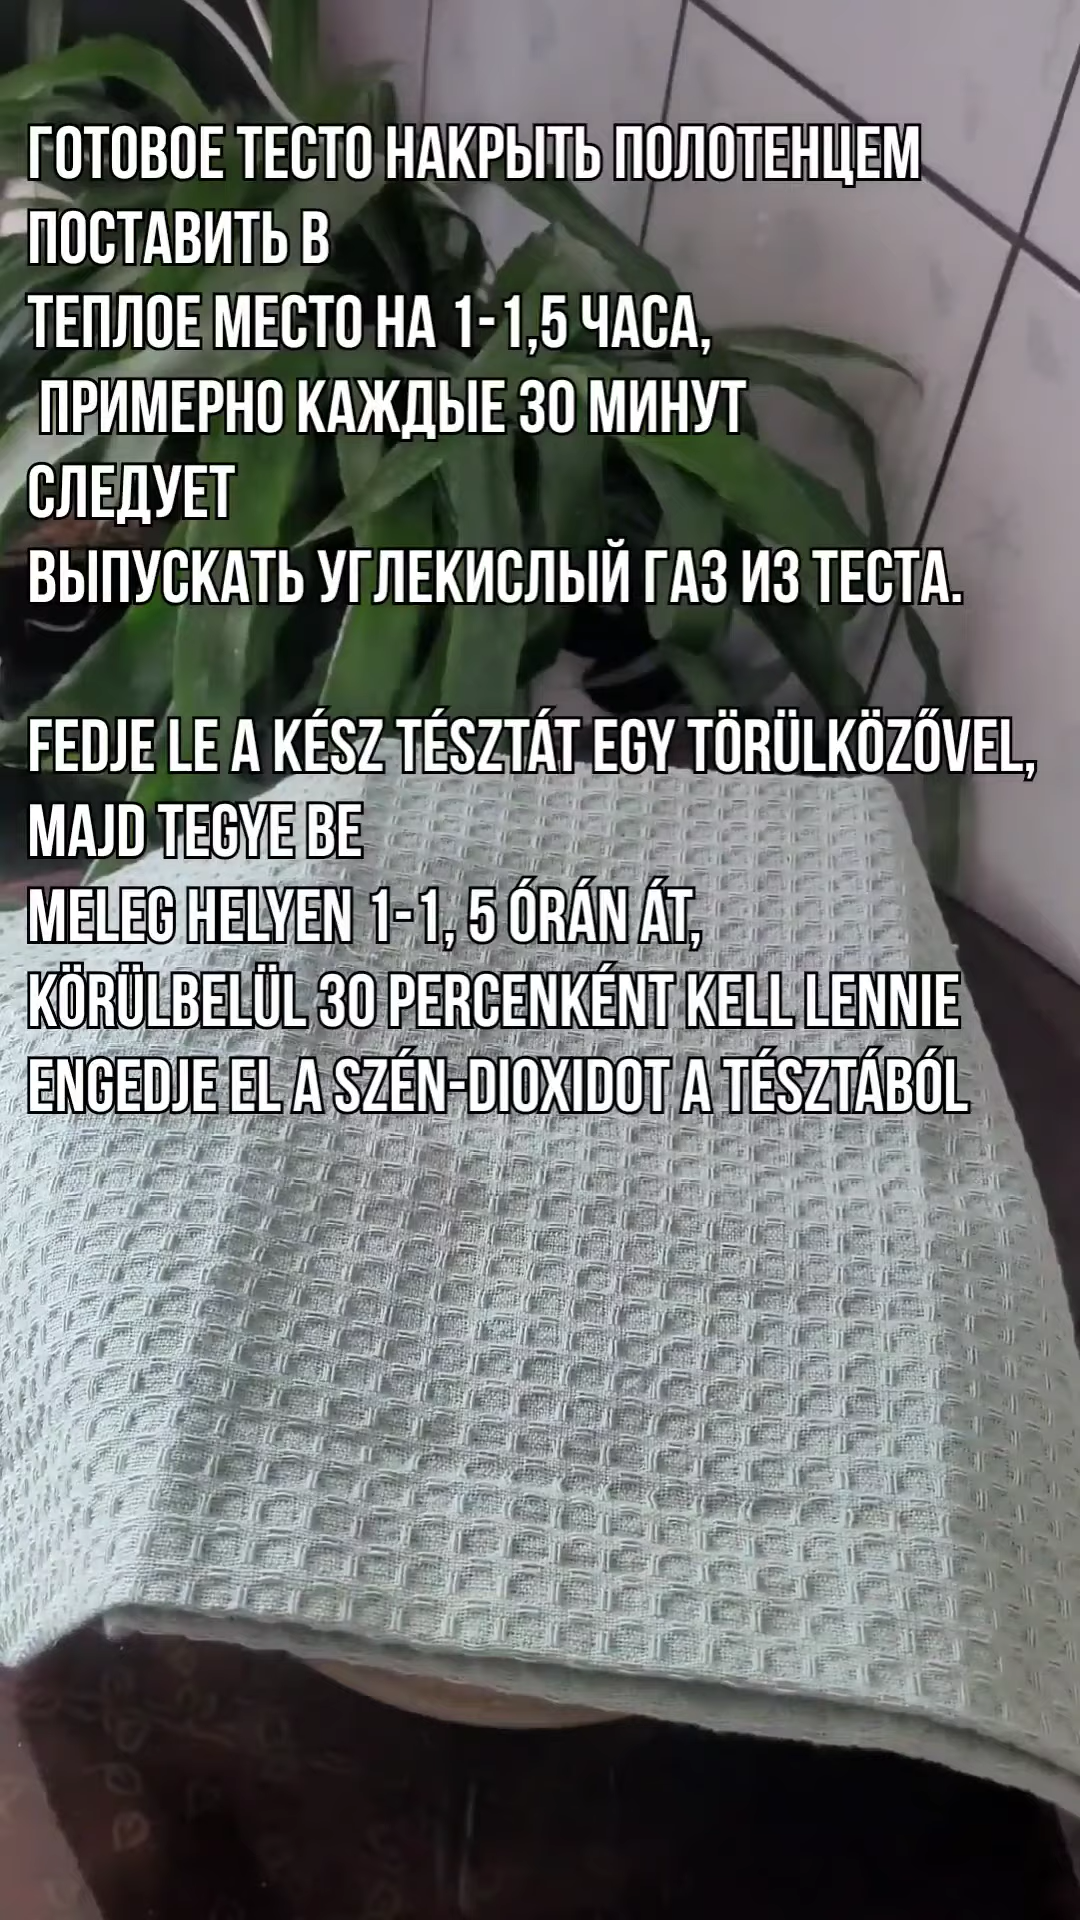 ГОТОВОЕ ТЕСТО НАКРЫТЬ ПОЛОТЕНЦЕМ
ПОСТАВИТЬ В
ТЕПЛОЕ МЕСТО НА 1-1,5 ЧАСА,
ПРИМЕРНО КАЖДЫЕ 30 МИНУТ
СЛЕДУЕТ
ВЫПУСКАТЬ УГЛЕКИСЛЫЙ ГАЗ ИЗ ТЕСТА.
FEDJE LE A KÉSZ TÉSZTÁT EGY TÖRÜLKÖZŐVEL,
MAJD TEGYE BE
MELEG HELYEN 1-1, 5 ÓRÁN ÁT,
KÖRÜLBELÜL 30 PERCENKÉNT KELL LENNIE
ENGEDJE EL A SZÉN-DIOXIDOT A TÉSZTÁBÓL